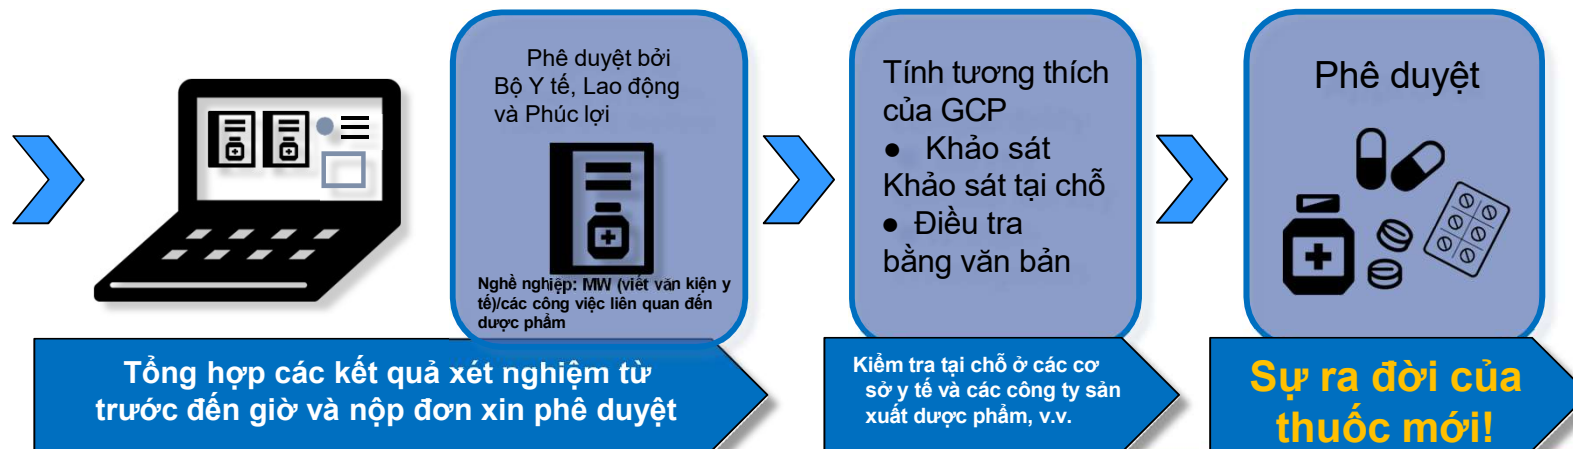 Phê duyệt bởi
Bộ Y tế, Lao động
và Phúc lợi
Nghề nghiệp: MW (viết văn kiện y
tế)/các công việc liên quan đến
dược phẩm
Tổng hợp các kết quả xét nghiệm từ
trước đến giờ và nộp đơn xin phê duyệt
Tính tương thích
của GCP
● Khảo sát
Khảo sát tại chỗ
● Điều tra
bằng văn bản
Kiểm tra tại chỗ ở các cơ
sở y tế và các công ty sản
xuất dược phẩm, v.v.
Phê duyệt
Sự ra đời của
thuốc mới!